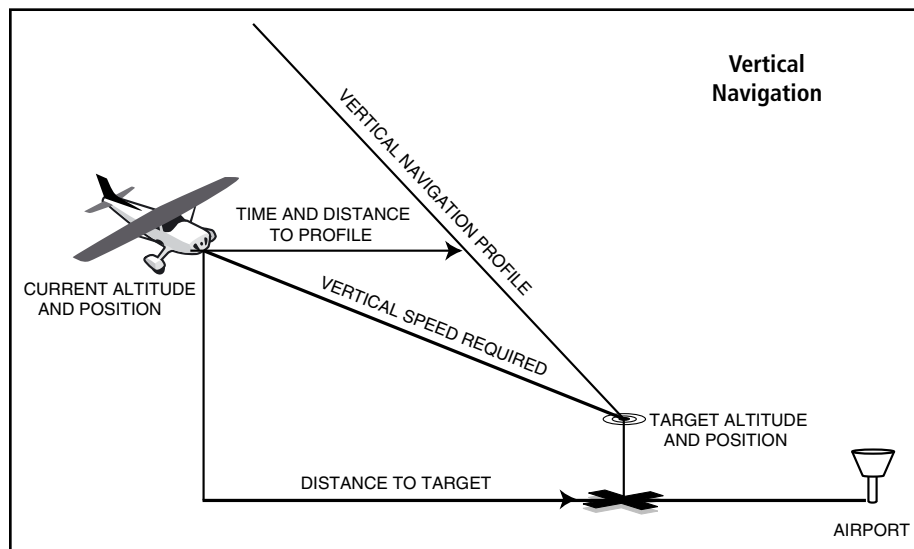 Vertical
Navigation
VERTICAL NAVIGATION PROFILE
TIME AND DISTANCE
TO PROFILE
CURRENT ALTITUDE
AND POSITION
VERTICAL SPEED REQUIRED
TARGET ALTITUDE
AND POSITION
DISTANCE TO TARGET
AIRPORT